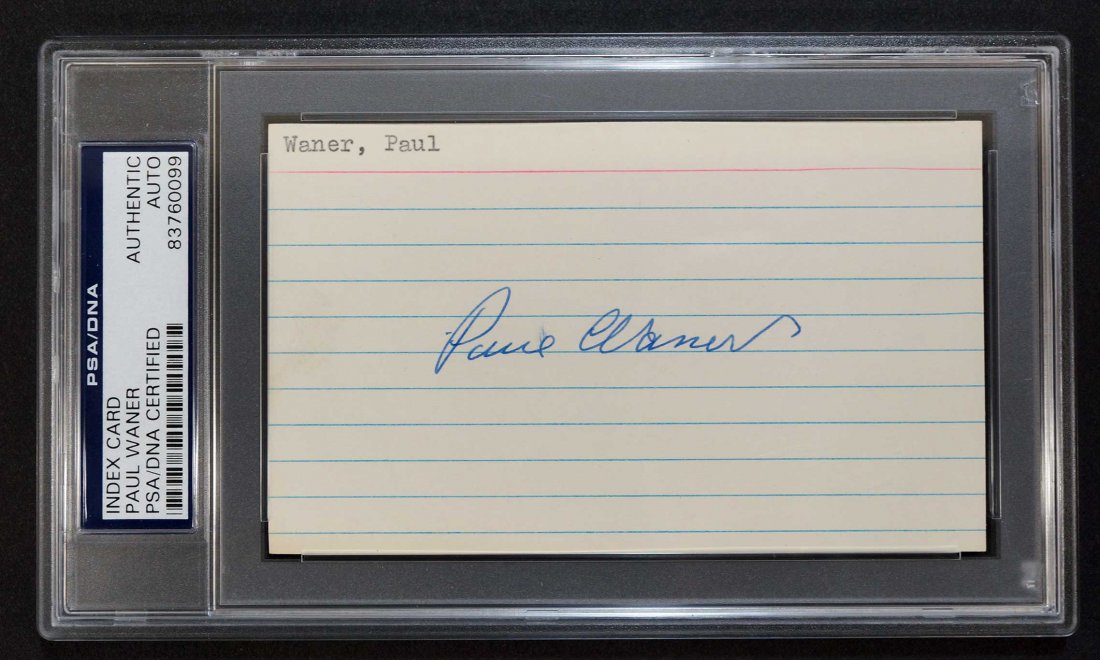 PSA/DNA
INDEX CARD
PAUL WANER
PSA/DNA CERTIFIED
AUTHENTIC
AUTO
83760099
Waner, Paul
Paul Waner